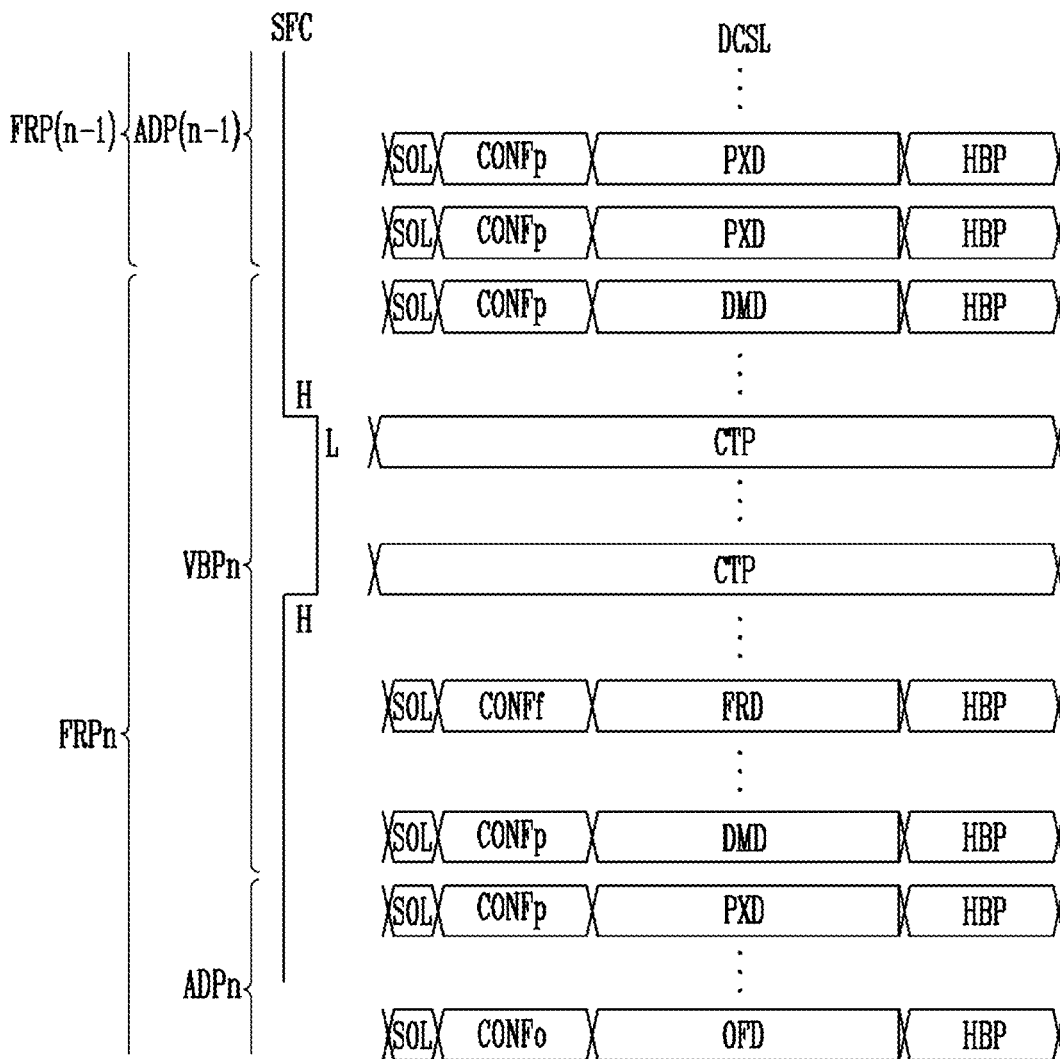 SFC
DCSL
FRP(n-1) ADP(n-1)
SOL CONFp PXD HBP
SOL CONFp PXD HBP
SOL CONFp DMD HBP
H
L
CTP
VBPn
CTP
H
SOL CONFf FRD HBP
FRPn
SOL CONFp DMD HBP
SOL CONFp PXD HBP
ADPn
SOL CONFo OFD HBP